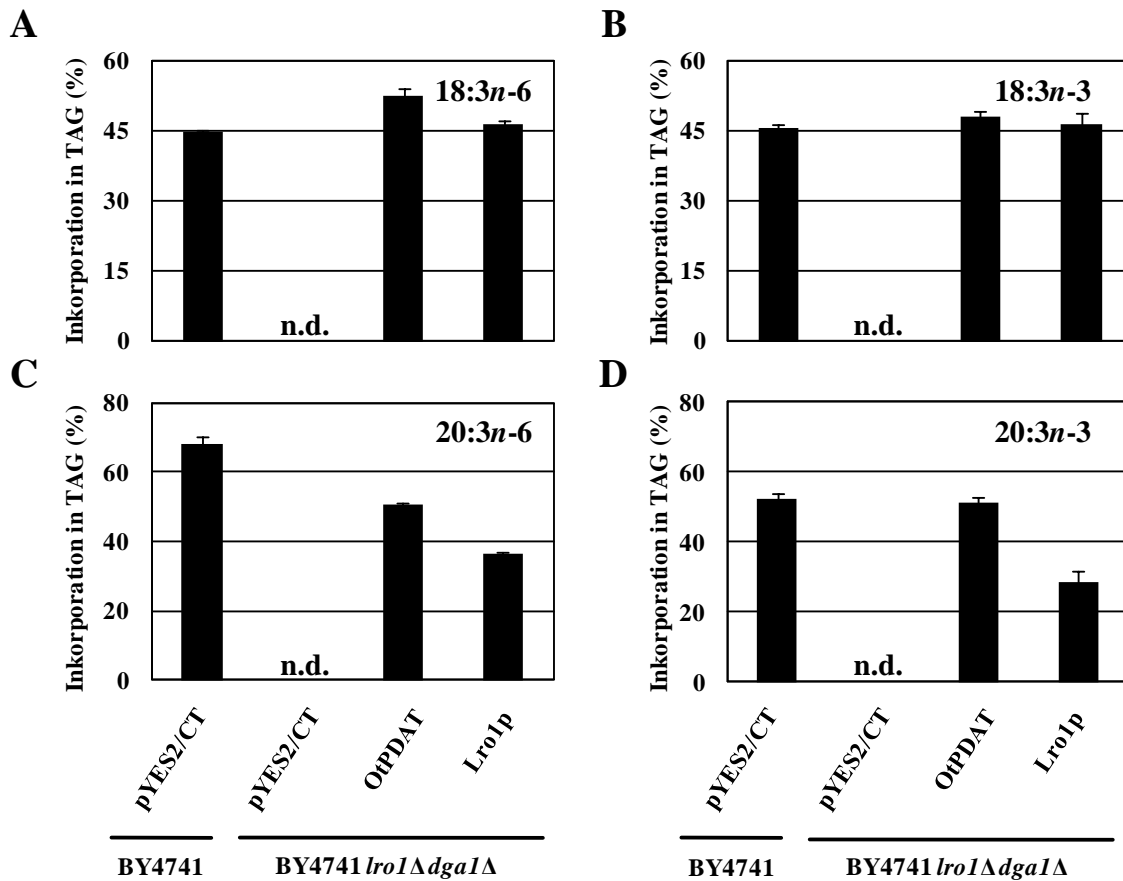 A
Inkorporation in TAG (%)
60
45
30
15
0
18:3n-6
n.d.
B
Inkorporation in TAG (%)
60
45
30
15
0
18:3n-3
n.d.
C
Inkorporation in TAG (%)
80
60
40
20
0
20:3n-6
n.d.
D
Inkorporation in TAG (%)
80
60
40
20
0
20:3n-3
n.d.
pYES2/CT
pYES2/CT
OtPDAT
Lro1p
BY4741
BY4741 lro1Δdga1Δ
pYES2/CT
pYES2/CT
OtPDAT
Lro1p
BY4741
BY4741 lro1Δdga1Δ